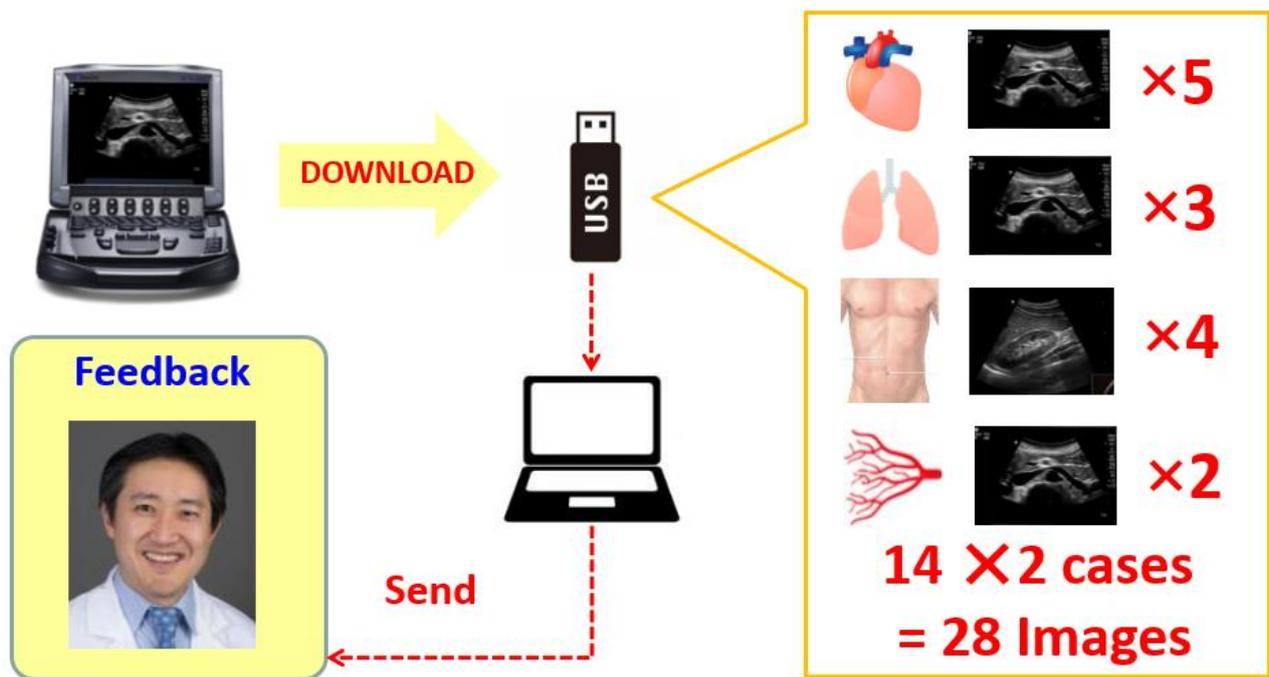 DOWNLOAD
USB
×5
×3
×4
×2
14 ×2 cases
= 28 Images
Feedback
Send